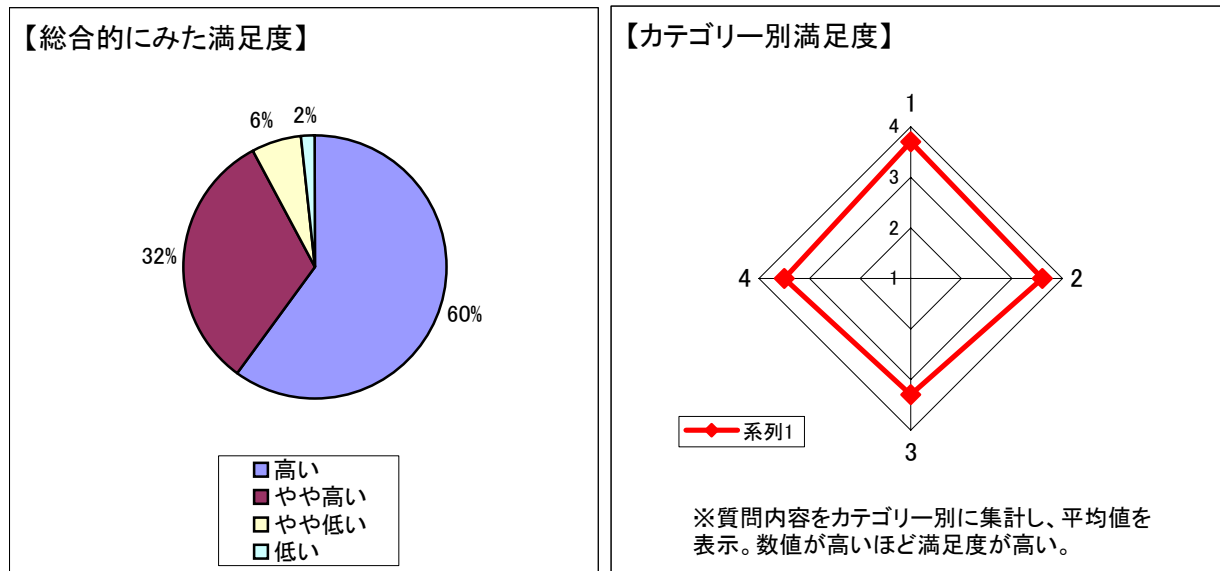 【総合的にみた満足度】
2%
6%
32%
60%
高い
やや高い
やや低い
低い
【カテゴリー別満足度】
1
4
3
2
1
4
2
3
系列1
※質問内容をカテゴリー別に集計し、平均値を
表示。数値が高いほど満足度が高い。